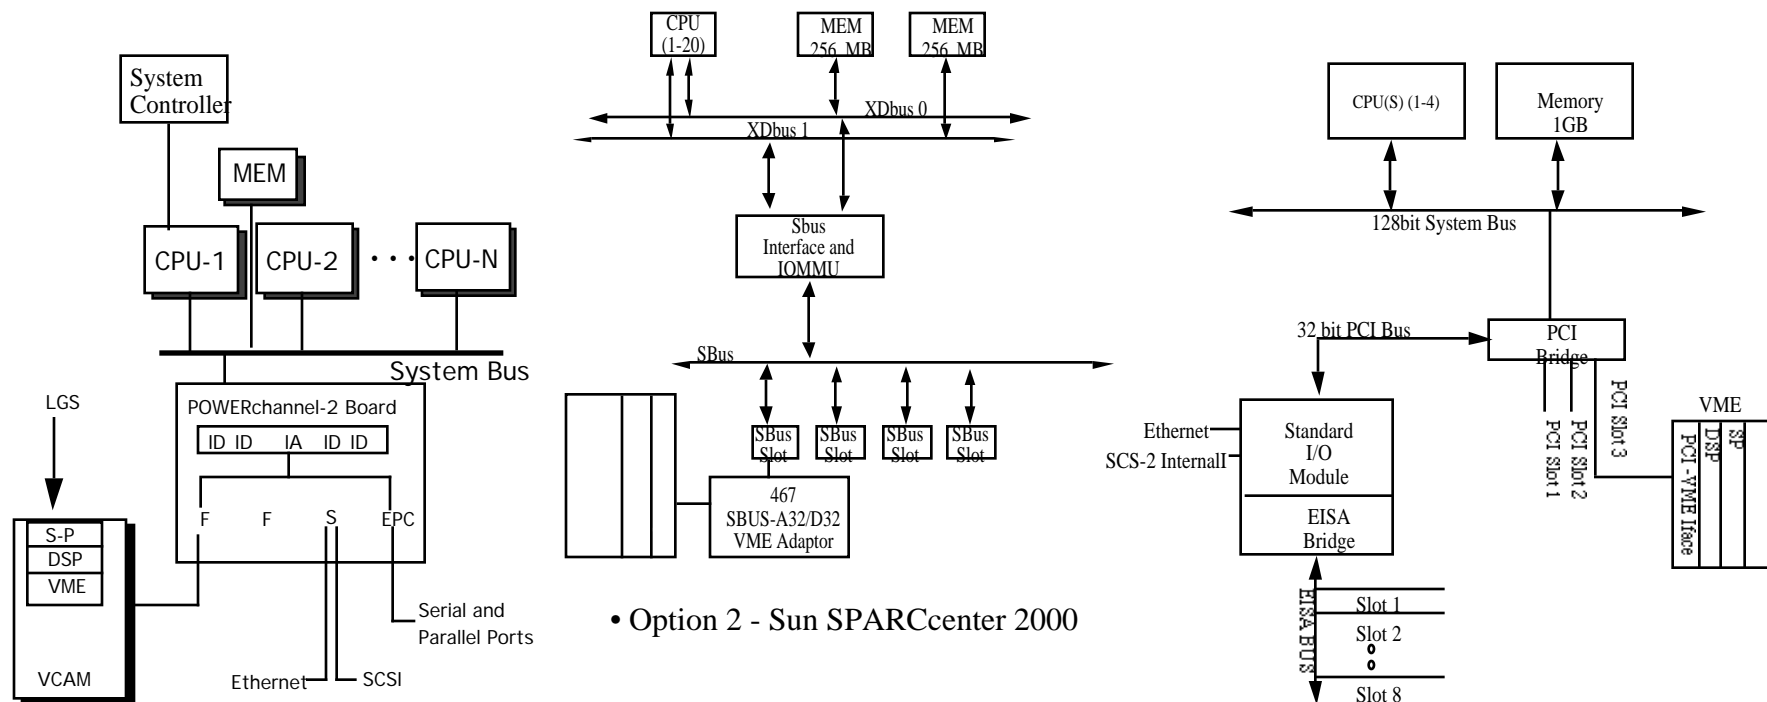 System
Controller
MEM
CPU-1
CPU-2
• • •
CPU-N
System Bus
LGS
POWERchannel-2 Board
ID ID IA ID ID
F F S EPC
S-P
DSP
VME
VCAM
Serial and
Parallel Ports
Ethernet
SCSI
CPU
(1-20)
MEM
256 MB
MEM
256 MB
XDbus 0
XDbus 1
Sbus
Interface and
IOMMU
SBus
SBus
Slot
SBus
Slot
SBus
Slot
SBus
Slot
467
SBUS-A32/D32
VME Adaptor
• Option 2 - Sun SPARCcenter 2000
CPU(S) (1-4)
Memory
1GB
128bit System Bus
32 bit PCI Bus
PCI
Bridge
PCI Slot 1
PCI Slot 2
PCI Slot 3
VME
PCI -VME Iface
DSP
SP
Ethernet
SCS-2 InternalI
Standard
I/O
Module
EISA
Bridge
EISA BUS
Slot 1
Slot 2
Slot 8